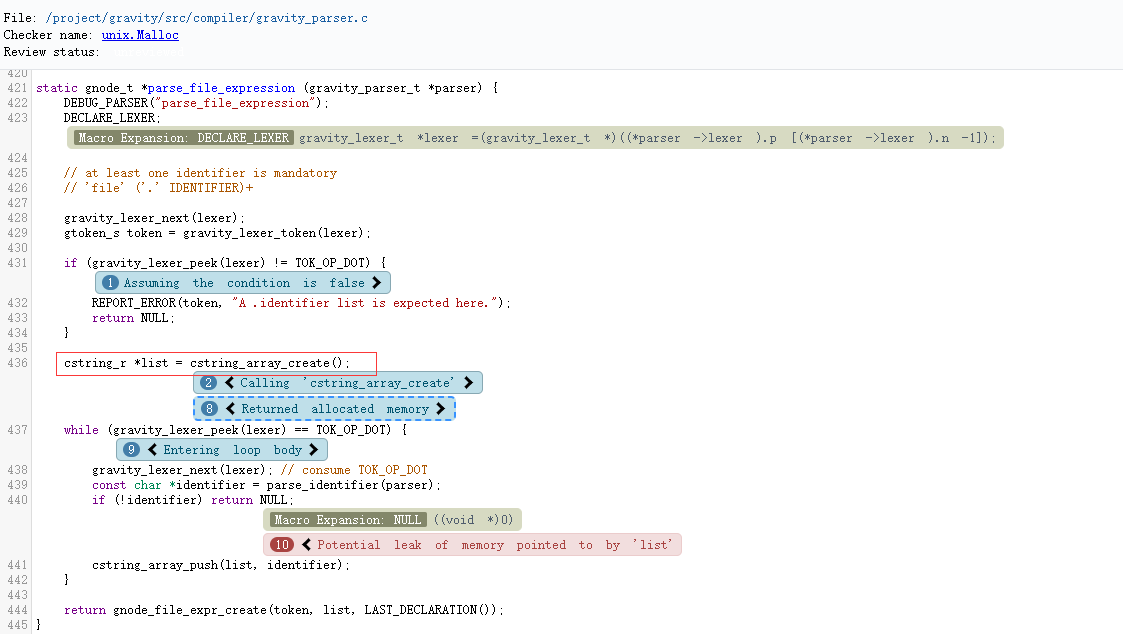 File: /project/gravity/src/compiler/gravity_parser.c
Checker name: unix.Malloc
Review status:
420
421 static gnode_t *parse_file_expression (gravity_parser_t *parser) {
422 DEBUG_PARSER("parse_file_expression");
423 DECLARE_LEXER;
Macro Expansion: DECLARE_LEXER gravity_lexer_t *lexer =(gravity_lexer_t *)((*parser ->lexer ).p [(*parser ->lexer ).n -1]);
424
425 // at least one identifier is mandatory
426 // 'file' ('.' IDENTIFIER)+
427
428 gravity_lexer_next(lexer);
429 gtoken_s token = gravity_lexer_token(lexer);
430
431 if (gravity_lexer_peek(lexer) != TOK_OP_DOT) {
1 Assuming the condition is false
432 REPORT_ERROR(token, "A .identifier list is expected here.");
433 return NULL;
434 }
435
436 cstring_r *list = cstring_array_create();
2 Calling 'cstring_array_create'
8 Returned allocated memory
437 while (gravity_lexer_peek(lexer) == TOK_OP_DOT) {
9 Entering loop body
438 gravity_lexer_next(lexer); // consume TOK_OP_DOT
439 const char *identifier = parse_identifier(parser);
440 if (!identifier) return NULL;
Macro Expansion: NULL ((void *)0)
10 Potential leak of memory pointed to by 'list'
441 cstring_array_push(list, identifier);
442 }
443
444 return gnode_file_expr_create(token, list, LAST_DECLARATION());
445 }